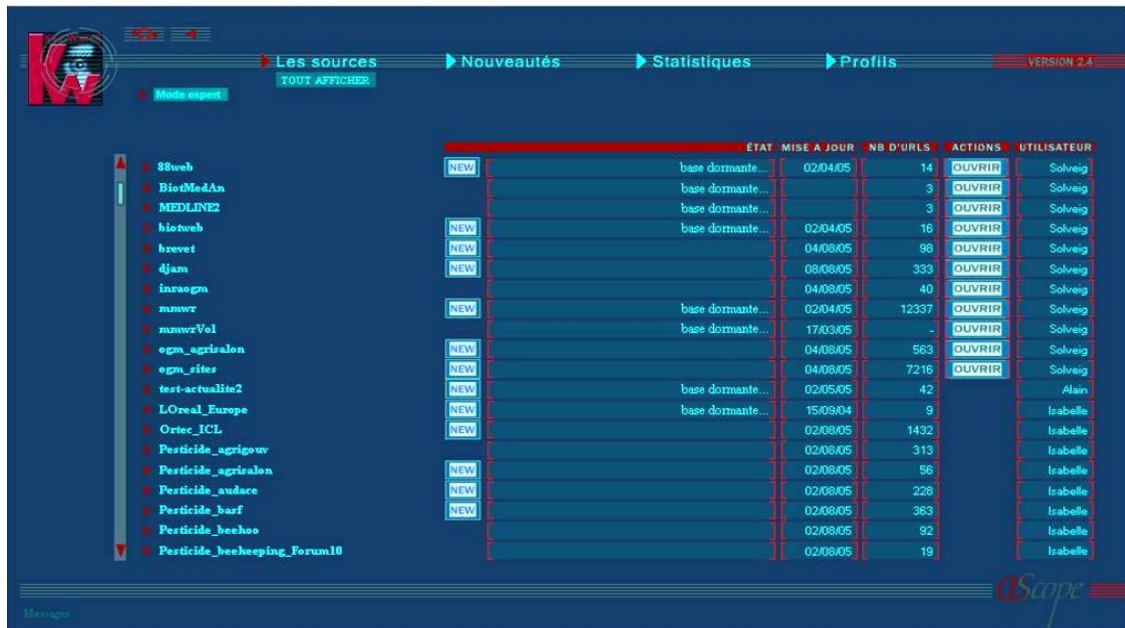 KW
Les sources Nouveautés Statistiques Profils VERSION 2.4
TOUT AFFICHER
Mode expert
ÉTAT MISE A JOUR NB D'URLS ACTIONS UTILISATEUR
88web NEW base dormante... 02/04/05 14 OUVRIR Solveig
BiotMedAn base dormante... 3 OUVRIR Solveig
MEDLINE2 base dormante... 3 OUVRIR Solveig
biotweb NEW base dormante... 02/04/05 16 OUVRIR Solveig
brevet NEW 04/08/05 98 OUVRIR Solveig
djam NEW 08/08/05 333 OUVRIR Solveig
inraogm 04/08/05 40 OUVRIR Solveig
mmwr NEW base dormante... 02/04/05 12337 OUVRIR Solveig
mmwrVol base dormante... 17/03/05 - OUVRIR Solveig
ogm_agrisalon NEW 04/08/05 563 OUVRIR Solveig
ogm_sites NEW 04/08/05 7216 OUVRIR Solveig
test-actualite2 NEW base dormante... 02/05/05 42 Alain
LOreal_Europe NEW base dormante... 15/09/04 9 Isabelle
Ortec_ICL NEW 02/08/05 1432 Isabelle
Pesticide_agrigouv 02/08/05 313 Isabelle
Pesticide_agrisalon NEW 02/08/05 56 Isabelle
Pesticide_audace NEW 02/08/05 228 Isabelle
Pesticide_basf NEW 02/08/05 363 Isabelle
Pesticide_beehoo 02/08/05 92 Isabelle
Pesticide_beekeeping_Forum10 02/08/05 19 Isabelle
aScope
Messages